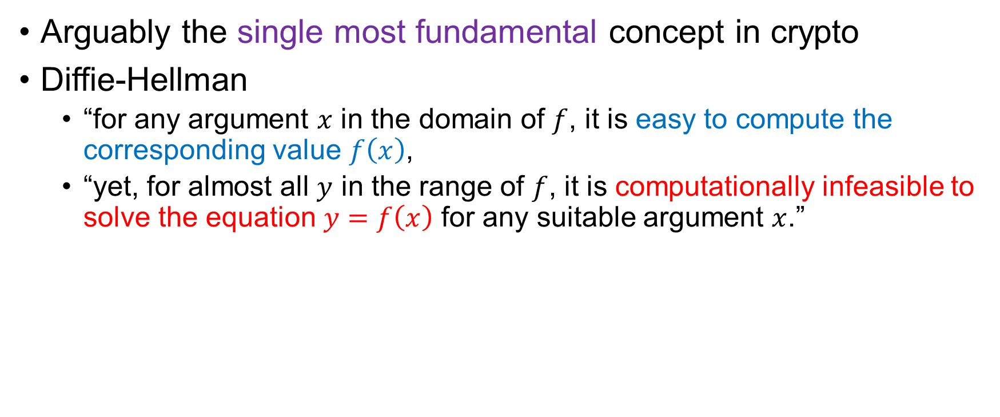 • Arguably the single most fundamental concept in crypto
• Diffie-Hellman
• “for any argument 𝑥 in the domain of 𝑓, it is easy to compute the
corresponding value 𝑓(𝑥),
• “yet, for almost all 𝑦 in the range of 𝑓, it is computationally infeasible to
solve the equation 𝑦 = 𝑓(𝑥) for any suitable argument 𝑥.”